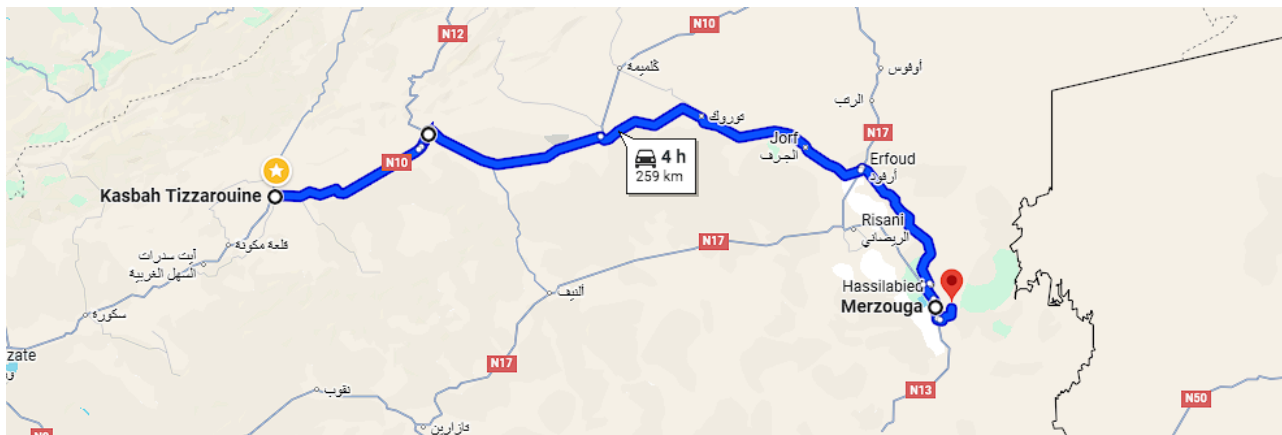 N10
N12
كلميمة
أوفوس
الرتب
توروك
N17
4 h
259 km
Jorf
الجرف
Erfoud
أرفود
N10
Kasbah Tizzarouine
Risani
الريصاني
قلعة مكونة
N17
آيت سدرات
السهل الغربية
Hassilabied
ألنيف
Merzouga
سكورة
zate
N17
نقوب
N13
N50
تازارين